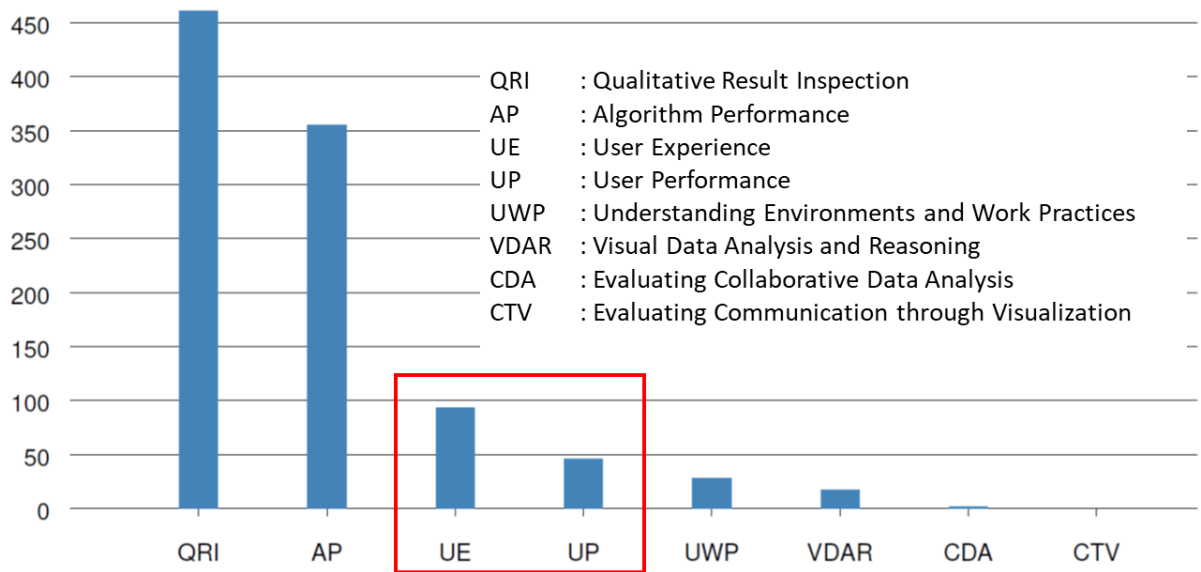 450
400
350
300
250
200
150
100
50
0
QRI : Qualitative Result Inspection
AP : Algorithm Performance
UE : User Experience
UP : User Performance
UWP : Understanding Environments and Work Practices
VDAR : Visual Data Analysis and Reasoning
CDA : Evaluating Collaborative Data Analysis
CTV : Evaluating Communication through Visualization
QRI AP UE UP UWP VDAR CDA CTV